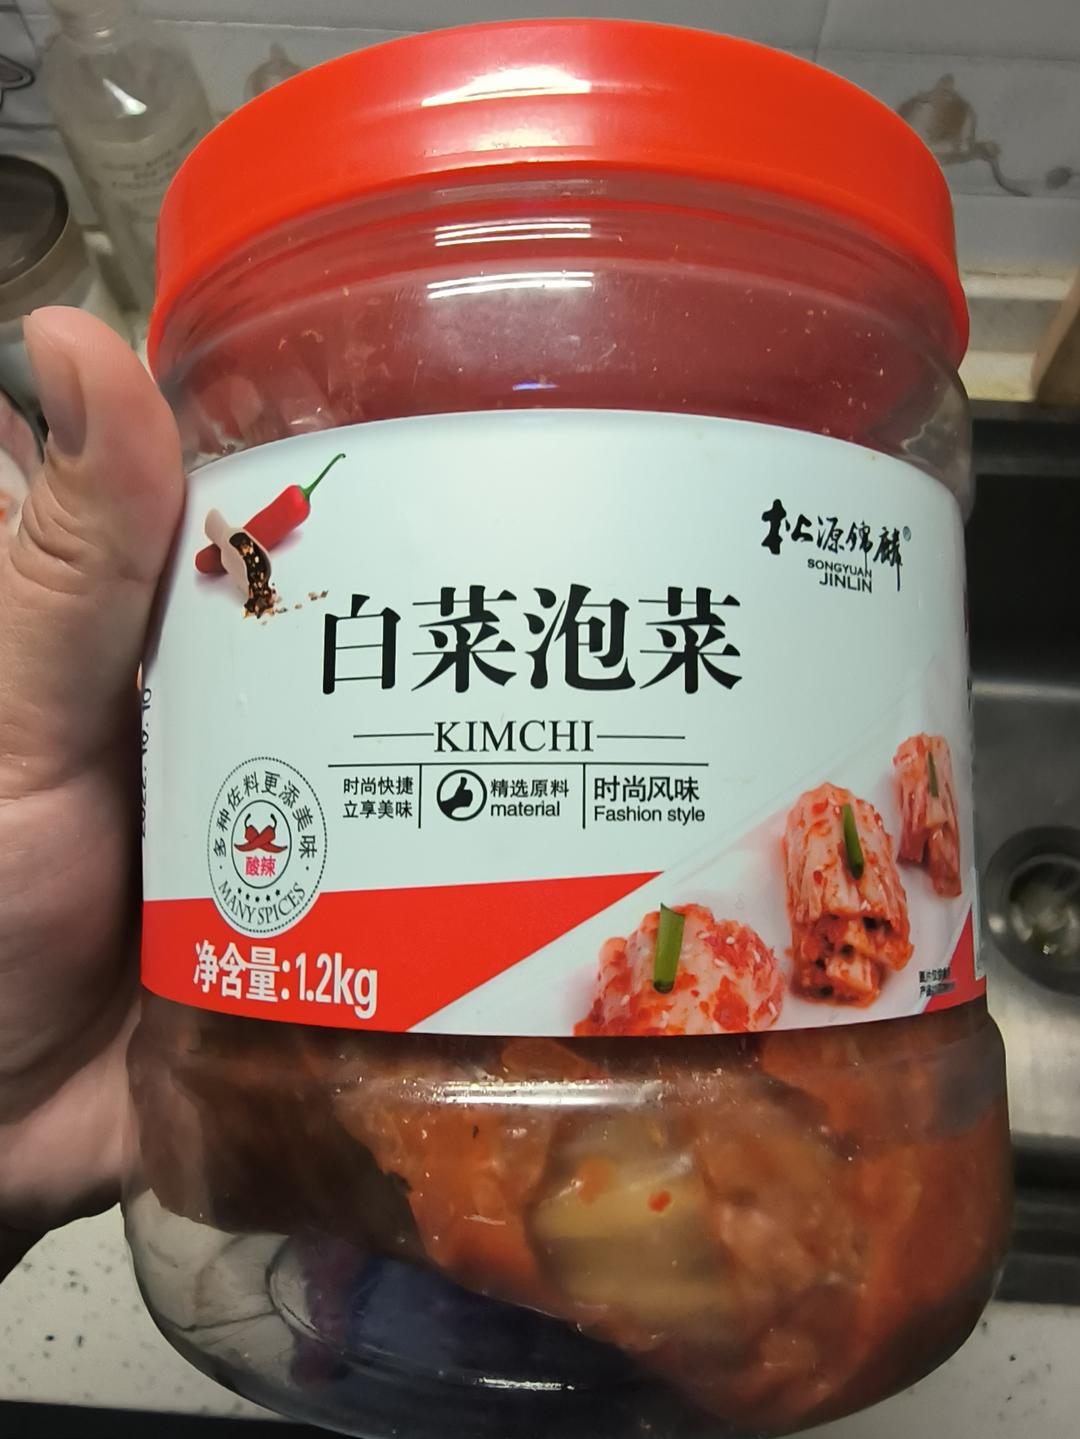 松源锦麟®
SONGYUAN
JINLIN
白菜泡菜
KIMCHI
时尚快捷
立享美味
精选原料
material
时尚风味
Fashion style
多种佐料更添美味
酸辣
MANY SPICES
净含量:1.2kg